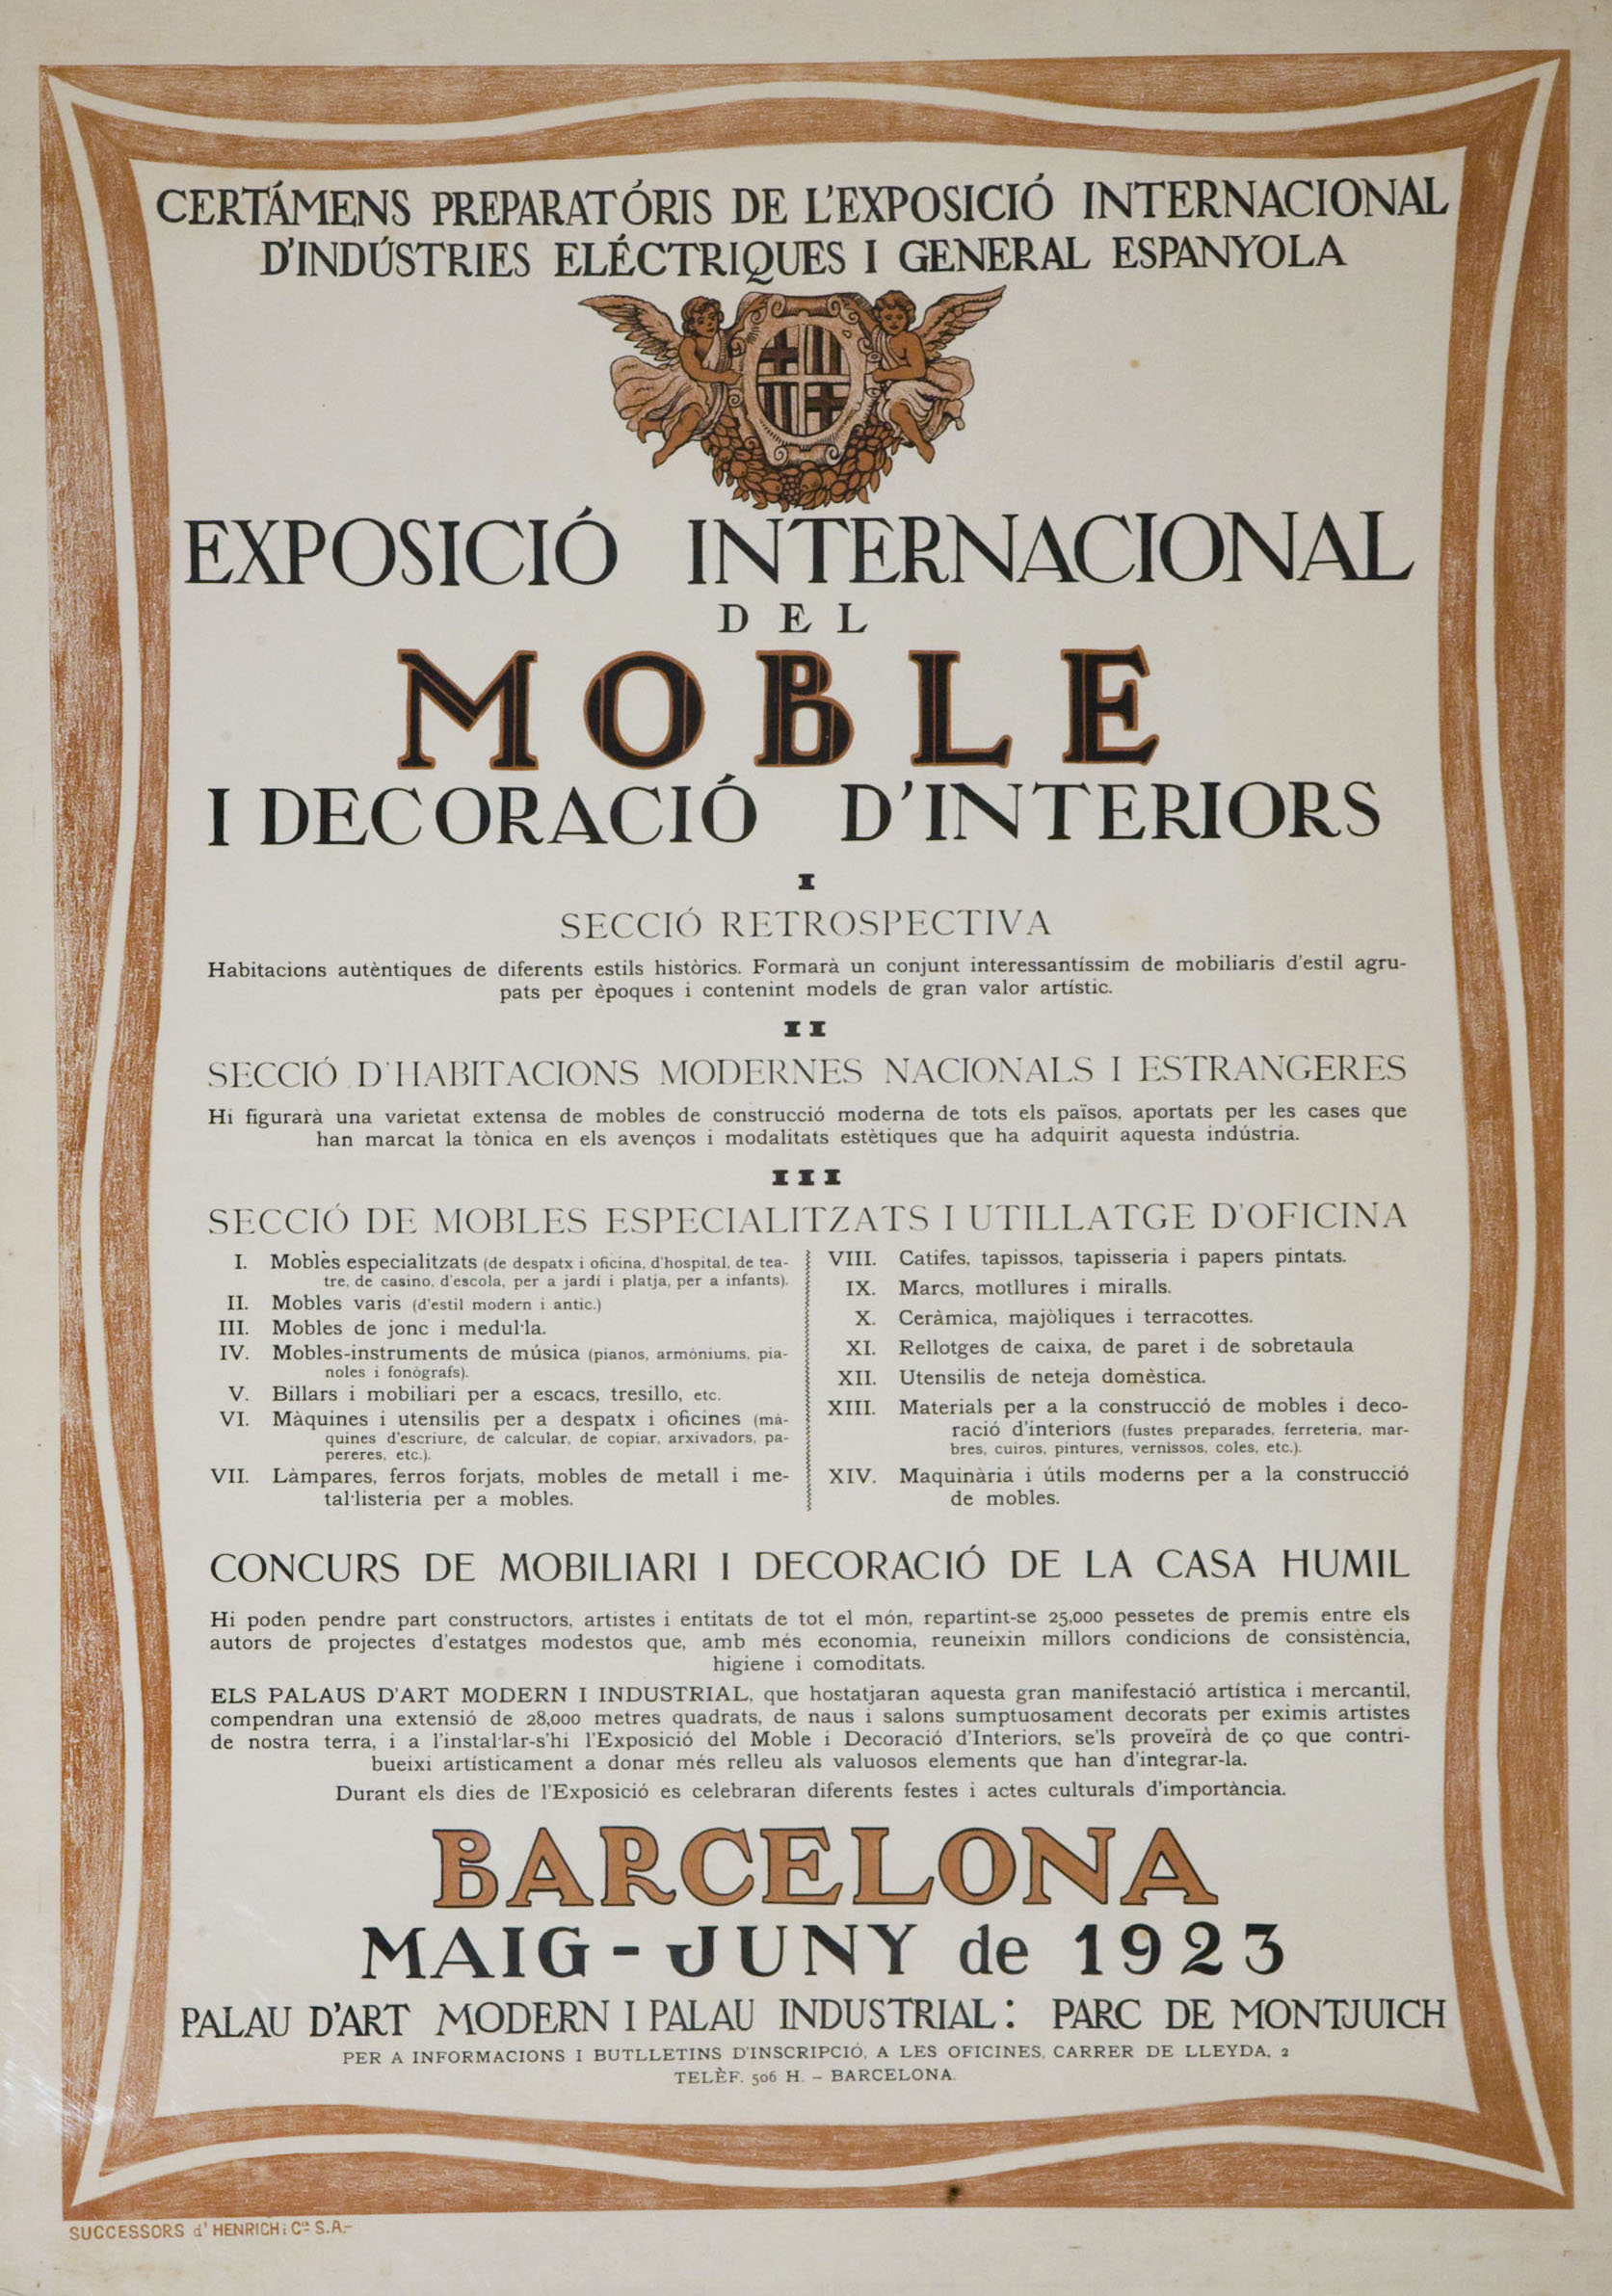 CERTÁMENS PREPARATÓRIS DE L'EXPOSICIÓ INTERNACIONAL
D'INDÚSTRIES ELÉCTRIQUES I GENERAL ESPANYOLA
EXPOSICIÓ INTERNACIONAL
DEL
MOBLE
I DECORACIÓ D'INTERIORS
I
SECCIÓ RETROSPECTIVA
Habitacions autèntiques de diferents estils històrics. Formarà un conjunt interessantíssim de mobiliaris d'estil agru-
pats per èpoques i contenint models de gran valor artístic.
II
SECCIÓ D'HABITACIONS MODERNES NACIONALS I ESTRANGERES
Hi figurarà una varietat extensa de mobles de construcció moderna de tots els països, aportats per les cases que
han marcat la tònica en els avenços i modalitats estètiques que ha adquirit aquesta indústria.
III
SECCIÓ DE MOBLES ESPECIALITZATS I UTILLATGE D'OFICINA
I. Mobles especialitzats (de despatx i oficina, d'hospital, de tea-
tre, de casino, d'escola, per a jardí i platja, per a infants).
II. Mobles varis (d'estil modern i antic.)
III. Mobles de jonc i medul·la.
IV. Mobles-instruments de música (pianos, armòniums, pia-
noles i fonògrafs).
V. Billars i mobiliari per a escacs, tresillo, etc.
VI. Màquines i utensilis per a despatx i oficines (mà-
quines d'escriure, de calcular, de copiar, arxivadors, pa-
pereres, etc.).
VII. Làmpares, ferros forjats, mobles de metall i me-
tal·listeria per a mobles.
VIII. Catifes, tapissos, tapisseria i papers pintats.
IX. Marcs, motllures i miralls.
X. Ceràmica, majòliques i terracottes.
XI. Rellotges de caixa, de paret i de sobretaula
XII. Utensilis de neteja domèstica.
XIII. Materials per a la construcció de mobles i deco-
ració d'interiors (fustes preparades, ferreteria, mar-
bres, cuiros, pintures, vernissos, coles, etc.).
XIV. Maquinària i útils moderns per a la construcció
de mobles.
CONCURS DE MOBILIARI I DECORACIÓ DE LA CASA HUMIL
Hi poden pendre part constructors, artistes i entitats de tot el món, repartint-se 25,000 pessetes de premis entre els
autors de projectes d'estatges modestos que, amb més economia, reuneixin millors condicions de consistència,
higiene i comoditats.
ELS PALAUS D'ART MODERN I INDUSTRIAL, que hostatjaran aquesta gran manifestació artística i mercantil,
compendran una extensió de 28,000 metres quadrats, de naus i salons sumptuosament decorats per eximis artistes
de nostra terra, i a l'instal·lar-s'hi l'Exposició del Moble i Decoració d'Interiors, se'ls proveïrà de ço que contri-
bueixi artísticament a donar més relleu als valuosos elements que han d'integrar-la.
Durant els dies de l'Exposició es celebraran diferents festes i actes culturals d'importància.
BARCELONA
MAIG-JUNY de 1923
PALAU D'ART MODERN I PALAU INDUSTRIAL: PARC DE MONTJUICH
PER A INFORMACIONS I BUTLLETINS D'INSCRIPCIÓ, A LES OFICINES, CARRER DE LLEYDA, 2
TELÈF. 506 H. – BARCELONA.
SUCCESSORS d'HENRICH i Cia S.A.-